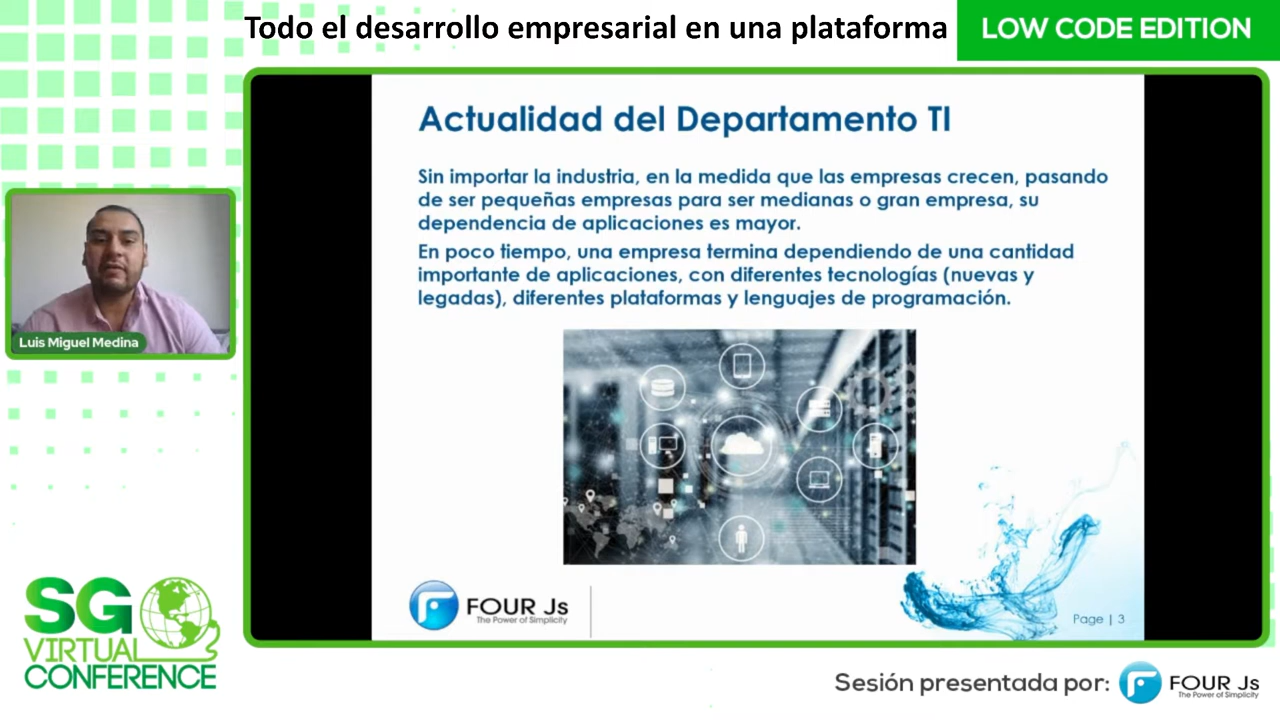 Todo el desarrollo empresarial en una plataforma
LOW CODE EDITION
Actualidad del Departamento TI
Sin importar la industria, en la medida que las empresas crecen, pasando
de ser pequeñas empresas para ser medianas o gran empresa, su
dependencia de aplicaciones es mayor.
En poco tiempo, una empresa termina dependiendo de una cantidad
importante de aplicaciones, con diferentes tecnologías (nuevas y
legadas), diferentes plataformas y lenguajes de programación.
Luis Miguel Medina
FOUR Js
The Power of Simplicity
Page | 3
SG
VIRTUAL
CONFERENCE
Sesión presentada por:
FOUR Js
The Power of Simplicity